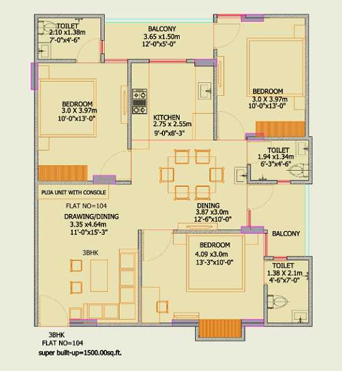 TOILET
2.10 x1.38m
7'-0"x4'-6"
BALCONY
3.65 x1.50m
12'-0"x5'-0"
BEDROOM
3.0 X 3.97m
10'-0"x13'-0"
BEDROOM
3.0 X 3.97m
10'-0"x13'-0"
KITCHEN
2.75 x 2.55m
9'-0"x8'-3"
TOILET
1.94 x1.34m
6'-3"x4'-6"
PUJA UNIT WITH CONSOLE
FLAT NO=104
DRAWING/DINING
3.35 x4.64m
11'-0"x15'-3"
3BHK
DINING
3.87 x3.0m
12'-6"x10'-0"
BALCONY
BEDROOM
4.09 x3.0m
13'-3"x10'-0"
TOILET
1.38 X 2.1m
4'-6"x7'-0"
3BHK
FLAT NO=104
super built-up=1500.00sq.ft.